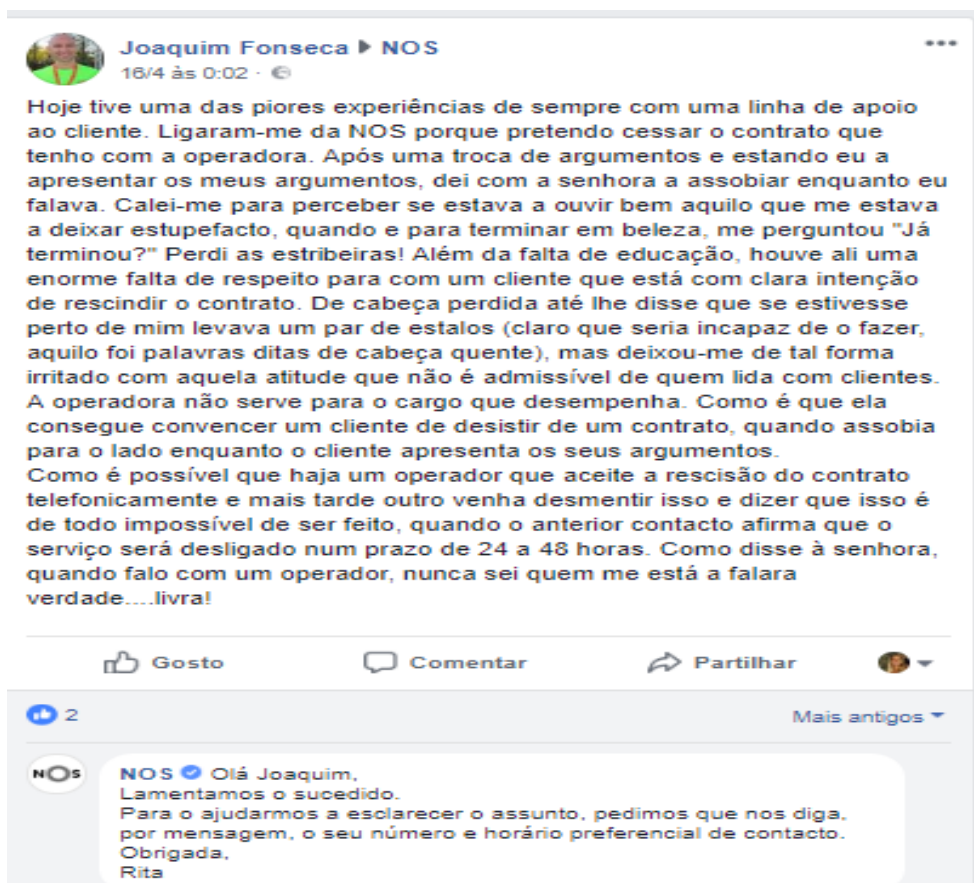 Joaquim Fonseca ▶ NOS
16/4 às 0:02 ·
Hoje tive uma das piores experiências de sempre com uma linha de apoio
ao cliente. Ligaram-me da NOS porque pretendo cessar o contrato que
tenho com a operadora. Após uma troca de argumentos e estando eu a
apresentar os meus argumentos, dei com a senhora a assobiar enquanto eu
falava. Calei-me para perceber se estava a ouvir bem aquilo que me estava
a deixar estupefacto, quando e para terminar em beleza, me perguntou "Já
terminou?" Perdi as estribeiras! Além da falta de educação, houve ali uma
enorme falta de respeito para com um cliente que está com clara intenção
de rescindir o contrato. De cabeça perdida até lhe disse que se estivesse
perto de mim levava um par de estalos (claro que seria incapaz de o fazer,
aquilo foi palavras ditas de cabeça quente), mas deixou-me de tal forma
irritado com aquela atitude que não é admissível de quem lida com clientes.
A operadora não serve para o cargo que desempenha. Como é que ela
consegue convencer um cliente de desistir de um contrato, quando assobia
para o lado enquanto o cliente apresenta os seus argumentos.
Como é possível que haja um operador que aceite a rescisão do contrato
telefonicamente e mais tarde outro venha desmentir isso e dizer que isso é
de todo impossível de ser feito, quando o anterior contacto afirma que o
serviço será desligado num prazo de 24 a 48 horas. Como disse à senhora,
quando falo com um operador, nunca sei quem me está a falara
verdade....livra!
Gosto Comentar Partilhar
2 Mais antigos
NOS
NOS Olá Joaquim,
Lamentamos o sucedido.
Para o ajudarmos a esclarecer o assunto, pedimos que nos diga,
por mensagem, o seu número e horário preferencial de contacto.
Obrigada,
Rita